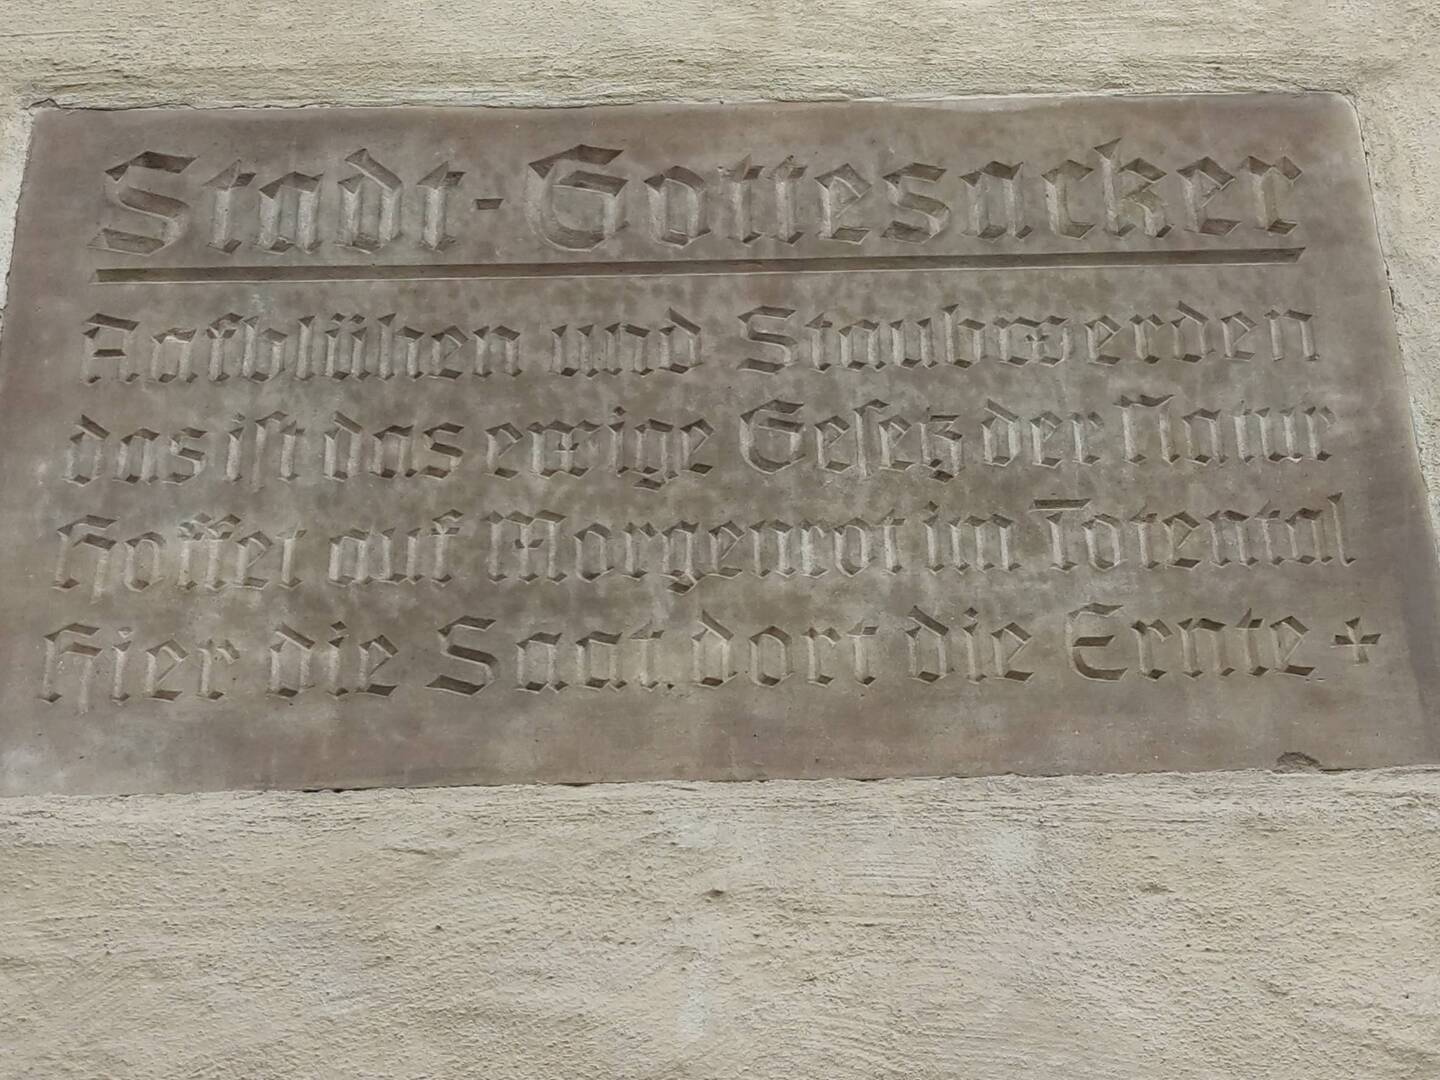 Stadt-Gottesacker
Aufblühen und Staubwerden
das ist das ewige Gesetz der Natur
Hoffet auf Morgenrot im Totental
Hier die Saat dort die Ernte +